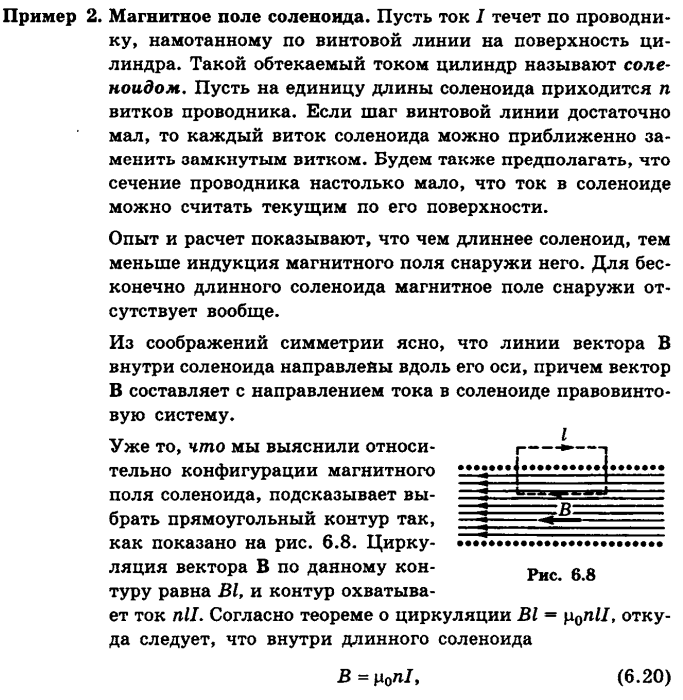 Пример 2. Магнитное поле соленоида. Пусть ток I течет по проводни-
ку, намотанному по винтовой линии на поверхность ци-
линдра. Такой обтекаемый током цилиндр называют соле-
ноидом. Пусть на единицу длины соленоида приходится n
витков проводника. Если шаг винтовой линии достаточно
мал, то каждый виток соленоида можно приближенно за-
менить замкнутым витком. Будем также предполагать, что
сечение проводника настолько мало, что ток в соленоиде
можно считать текущим по его поверхности.
Опыт и расчет показывают, что чем длиннее соленоид, тем
меньше индукция магнитного поля снаружи него. Для бес-
конечно длинного соленоида магнитное поле снаружи от-
сутствует вообще.
Из соображений симметрии ясно, что линии вектора B
внутри соленоида направлены вдоль его оси, причем вектор
B составляет с направлением тока в соленоиде правовинто-
вую систему.
Уже то, что мы выяснили относи-
тельно конфигурации магнитного
поля соленоида, подсказывает вы-
брать прямоугольный контур так,
как показано на рис. 6.8. Цирку-
ляция вектора B по данному кон-
туру равна Bl, и контур охватыва-
l
B
Рис. 6.8
ет ток nlI. Согласно теореме о циркуляции Bl = μ₀nlI, отку-
да следует, что внутри длинного соленоида
B = μ₀nI, (6.20)